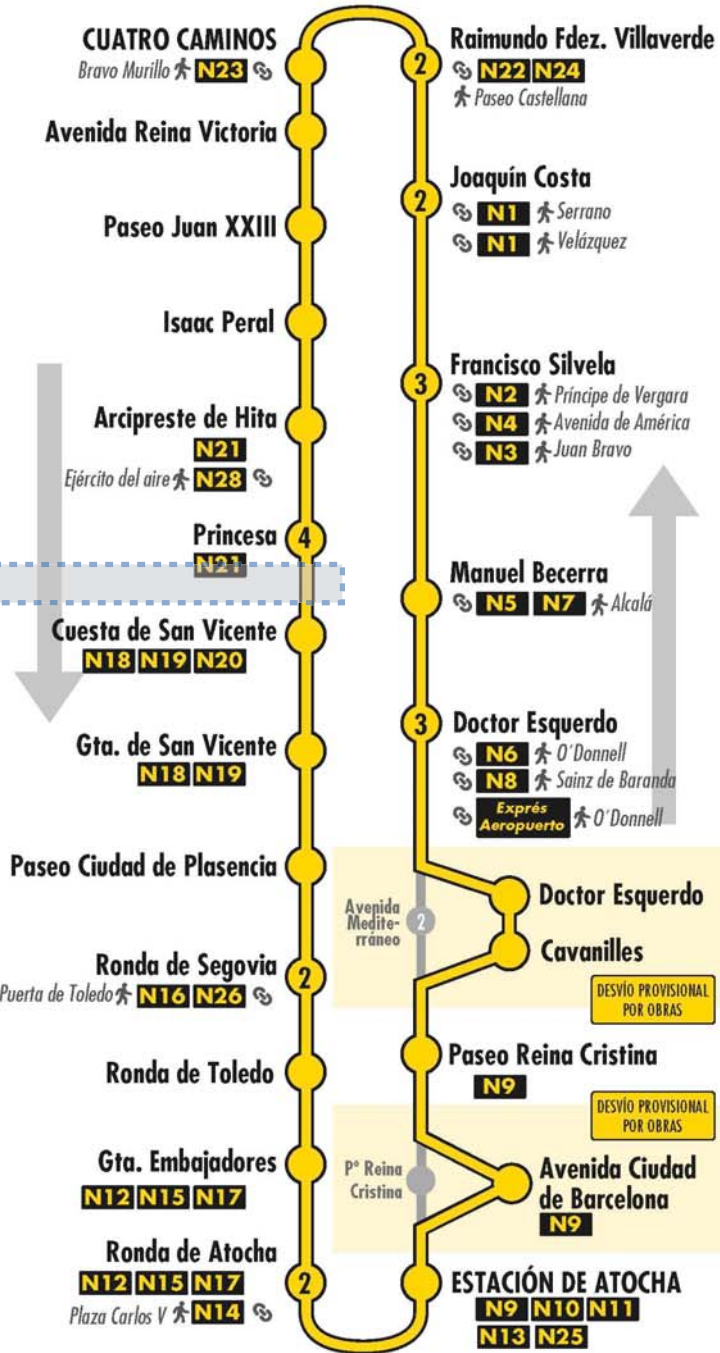 CUATRO CAMINOS
Bravo Murillo N23
Avenida Reina Victoria
Paseo Juan XXIII
Isaac Peral
Arcipreste de Hita
N21
Ejército del aire N28
Princesa
4
N21
Cuesta de San Vicente
N18 N19 N20
Gta. de San Vicente
N18 N19
Paseo Ciudad de Plasencia
Ronda de Segovia
2
Puerta de Toledo N16 N26
Ronda de Toledo
Gta. Embajadores
N12 N15 N17
Ronda de Atocha
N12 N15 N17
2
Plaza Carlos V N14
Raimundo Fdez. Villaverde
2
N22 N24
Paseo Castellana
Joaquín Costa
2
N1 Serrano
N1 Velázquez
Francisco Silvela
3
N2 Príncipe de Vergara
N4 Avenida de América
N3 Juan Bravo
Manuel Becerra
N5 N7 Alcalá
3 Doctor Esquerdo
N6 O´Donnell
N8 Sainz de Baranda
Exprés
Aeropuerto O´Donnell
Doctor Esquerdo
Avenida
Medite-
rráneo
2
Cavanilles
DESVÍO PROVISIONAL
POR OBRAS
Paseo Reina Cristina
N9
DESVÍO PROVISIONAL
POR OBRAS
Pº Reina
Cristina
Avenida Ciudad
de Barcelona
N9
ESTACIÓN DE ATOCHA
N9 N10 N11
N13 N25